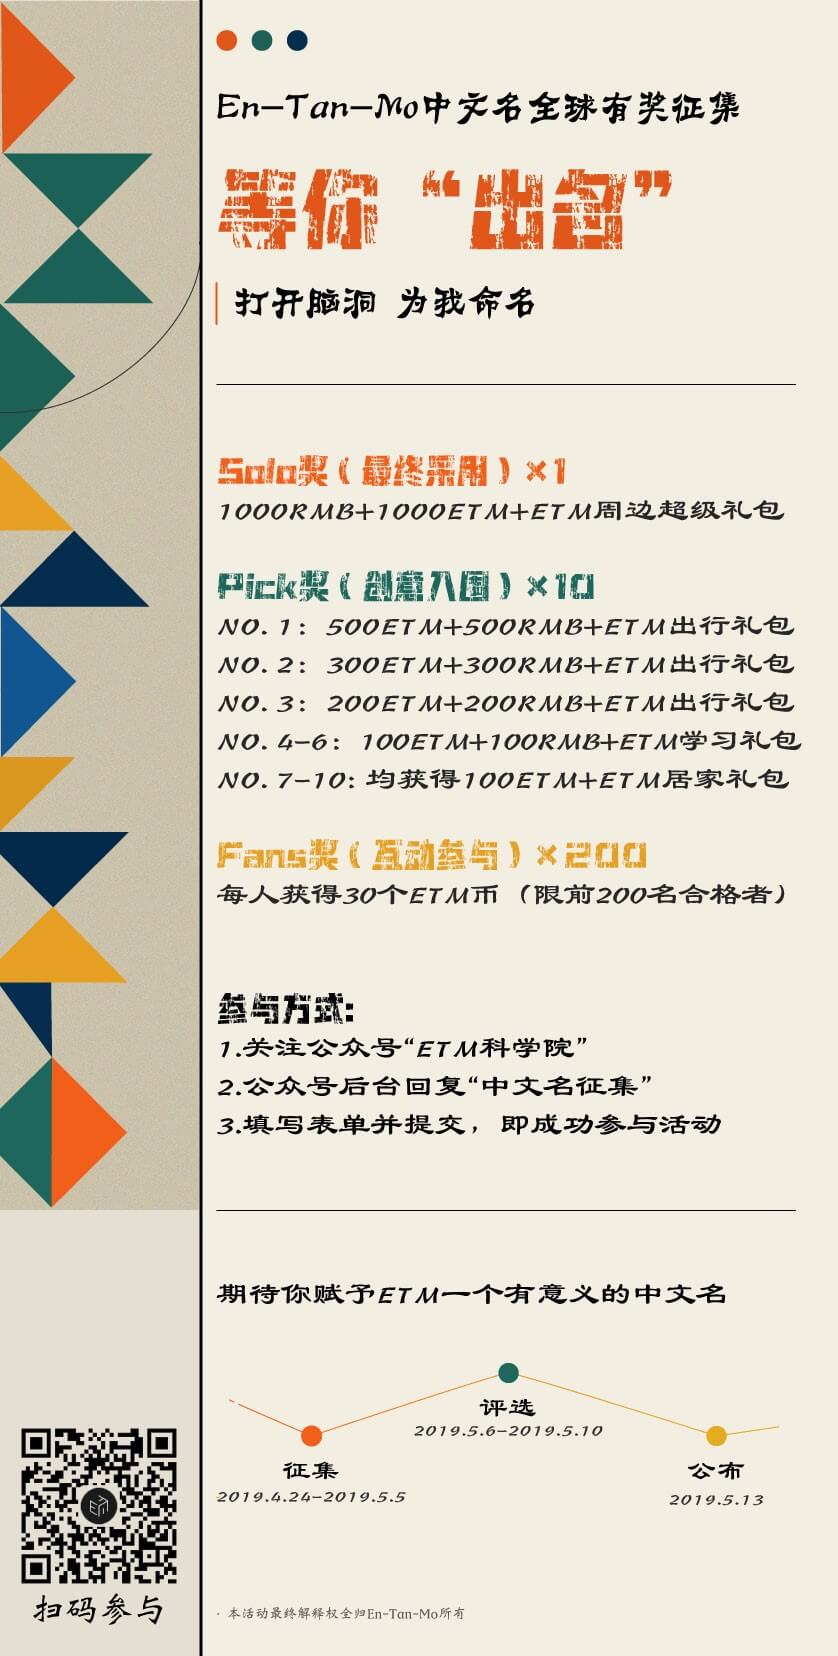 En-Tan-Mo中文名全球有奖征集
等你“出名”
打开脑洞 为我命名
Solo奖（最终采用）×1
1000RMB+1000ETM+ETM周边超级礼包
Pick奖（创意入围）×10
NO.1：500ETM+500RMB+ETM出行礼包
NO.2：300ETM+300RMB+ETM出行礼包
NO.3：200ETM+200RMB+ETM出行礼包
NO.4-6：100ETM+100RMB+ETM学习礼包
NO.7-10:均获得100ETM+ETM居家礼包
Fans奖（互动参与）×200
每人获得30个ETM币（限前200名合格者）
参与方式:
1.关注公众号“ETM科学院”
2.公众号后台回复“中文名征集”
3.填写表单并提交，即成功参与活动
期待你赋予ETM一个有意义的中文名
评选
2019.5.6-2019.5.10
征集
2019.4.24-2019.5.5
公布
2019.5.13
扫码参与
· 本活动最终解释权全归En-Tan-Mo所有